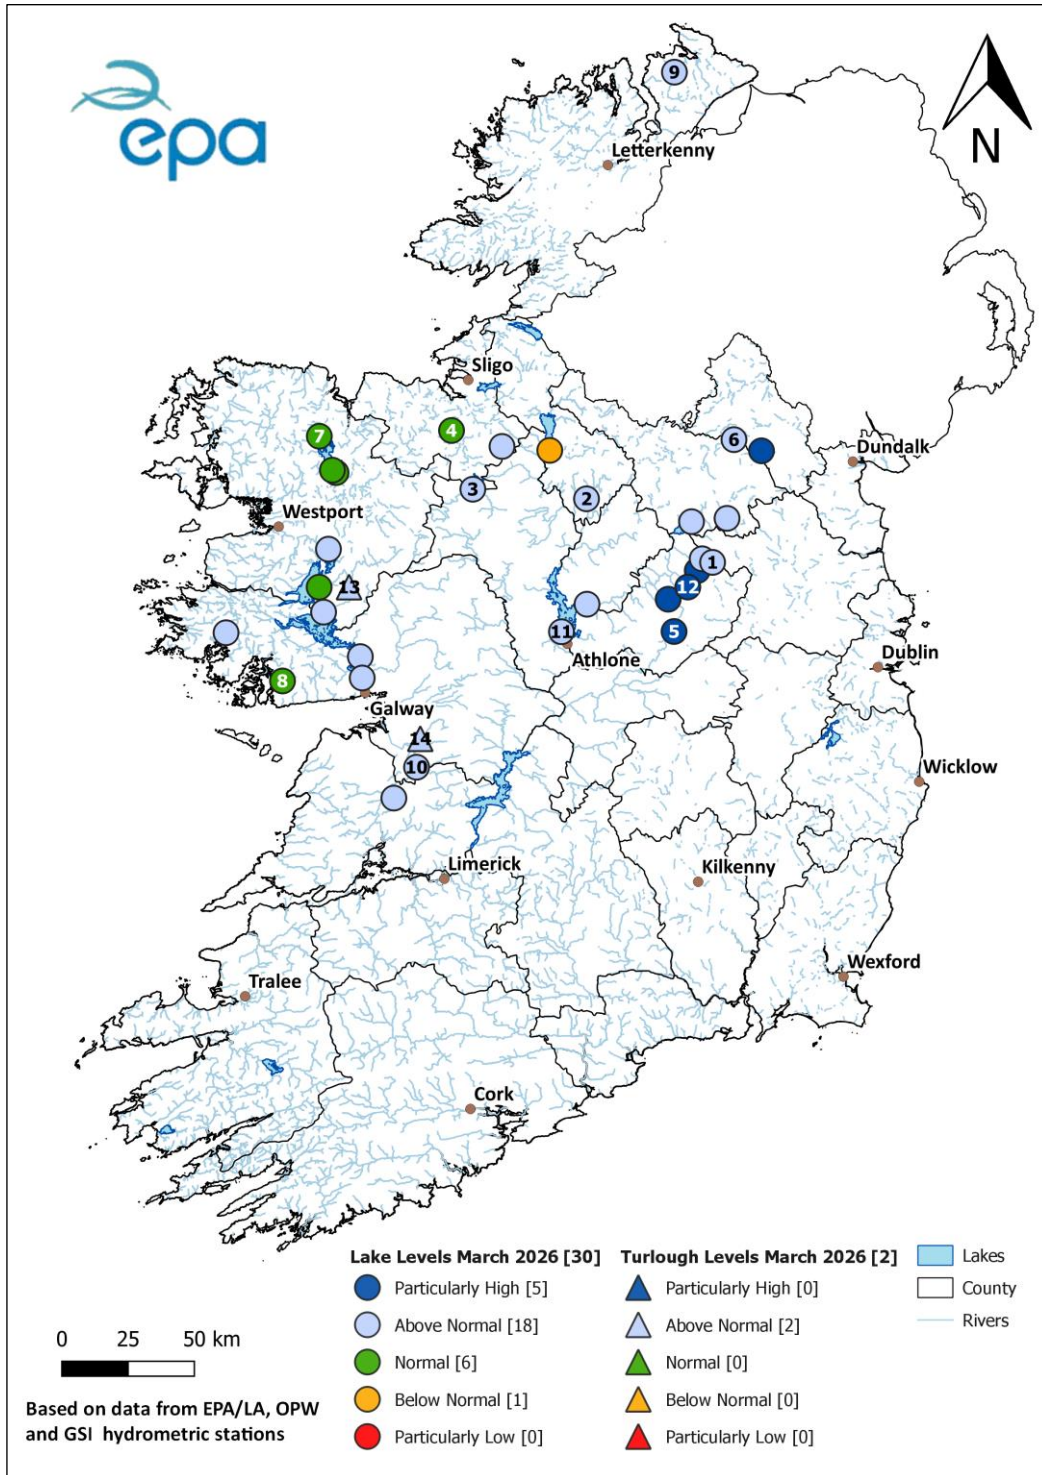 epa
N
9
Letterkenny
Sligo
7
4
6
Dundalk
3
2
Westport
1
13
12
11
5
Athlone
Dublin
8
Galway
14
10
Wicklow
Limerick
Kilkenny
Wexford
Tralee
Cork
Lake Levels March 2026 [30]
Particularly High [5]
Above Normal [18]
Normal [6]
Below Normal [1]
Particularly Low [0]
Turlough Levels March 2026 [2]
Particularly High [0]
Above Normal [2]
Normal [0]
Below Normal [0]
Particularly Low [0]
Lakes
County
Rivers
0 25 50 km
Based on data from EPA/LA, OPW
and GSI hydrometric stations